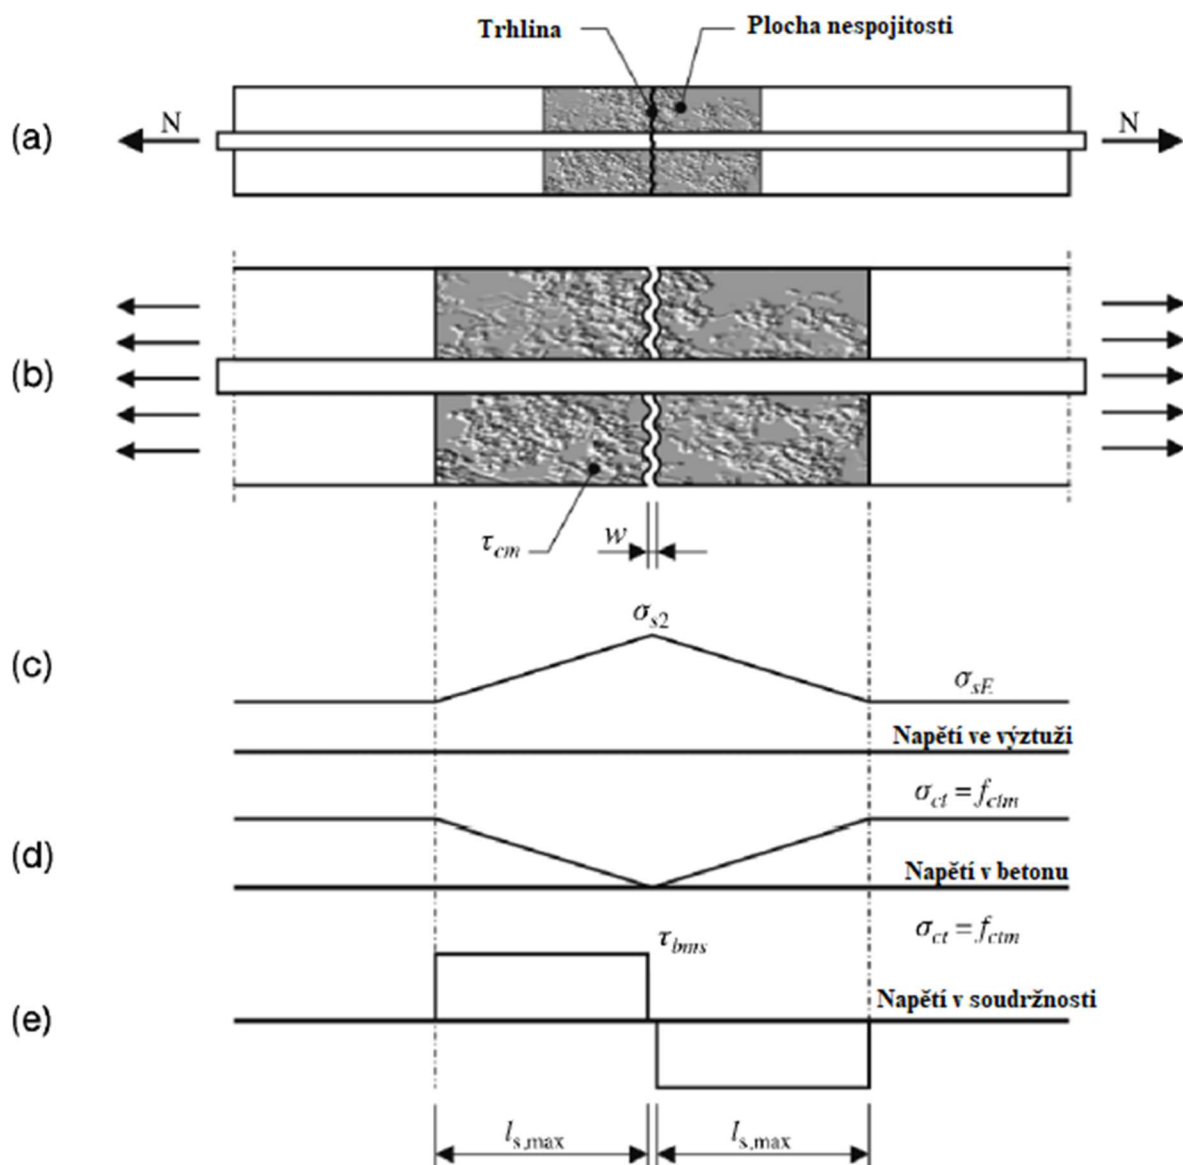 Trhlina
Plocha nespojitosti
(a)
N
N
(b)
τcm
w
(c)
σs2
σsE
Napětí ve výztuži
(d)
σct = fctm
Napětí v betonu
σct = fctm
(e)
τbms
Napětí v soudržnosti
ls,max
ls,max